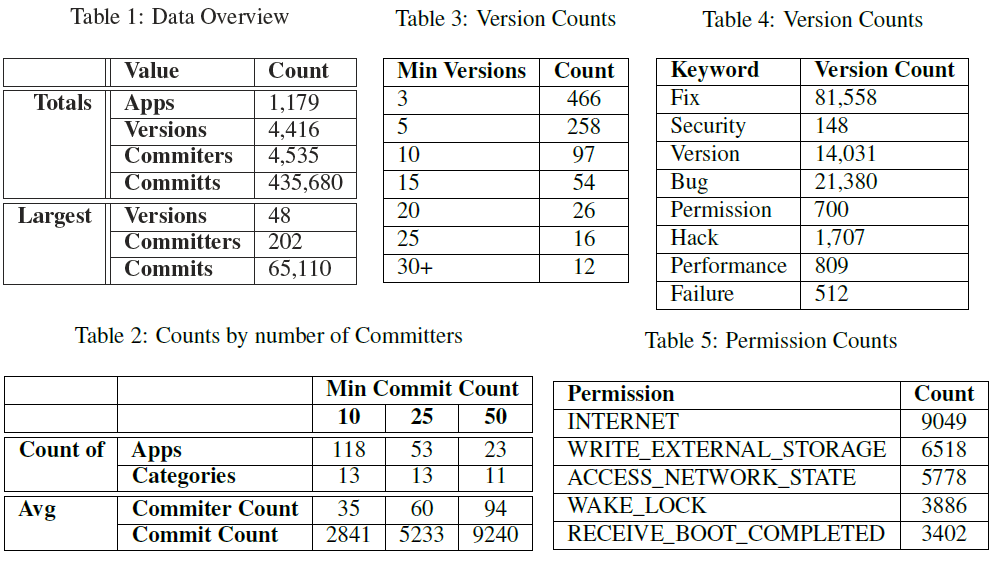 Table 1: Data Overview
Value Count
Totals Apps 1,179
Versions 4,416
Commiters 4,535
Committs 435,680
Largest Versions 48
Committers 202
Commits 65,110
Table 3: Version Counts
Min Versions Count
3 466
5 258
10 97
15 54
20 26
25 16
30+ 12
Table 4: Version Counts
Keyword Version Count
Fix 81,558
Security 148
Version 14,031
Bug 21,380
Permission 700
Hack 1,707
Performance 809
Failure 512
Table 2: Counts by number of Committers
Min Commit Count
10 25 50
Count of Apps 118 53 23
Categories 13 13 11
Avg Commiter Count 35 60 94
Commit Count 2841 5233 9240
Table 5: Permission Counts
Permission Count
INTERNET 9049
WRITE_EXTERNAL_STORAGE 6518
ACCESS_NETWORK_STATE 5778
WAKE_LOCK 3886
RECEIVE_BOOT_COMPLETED 3402